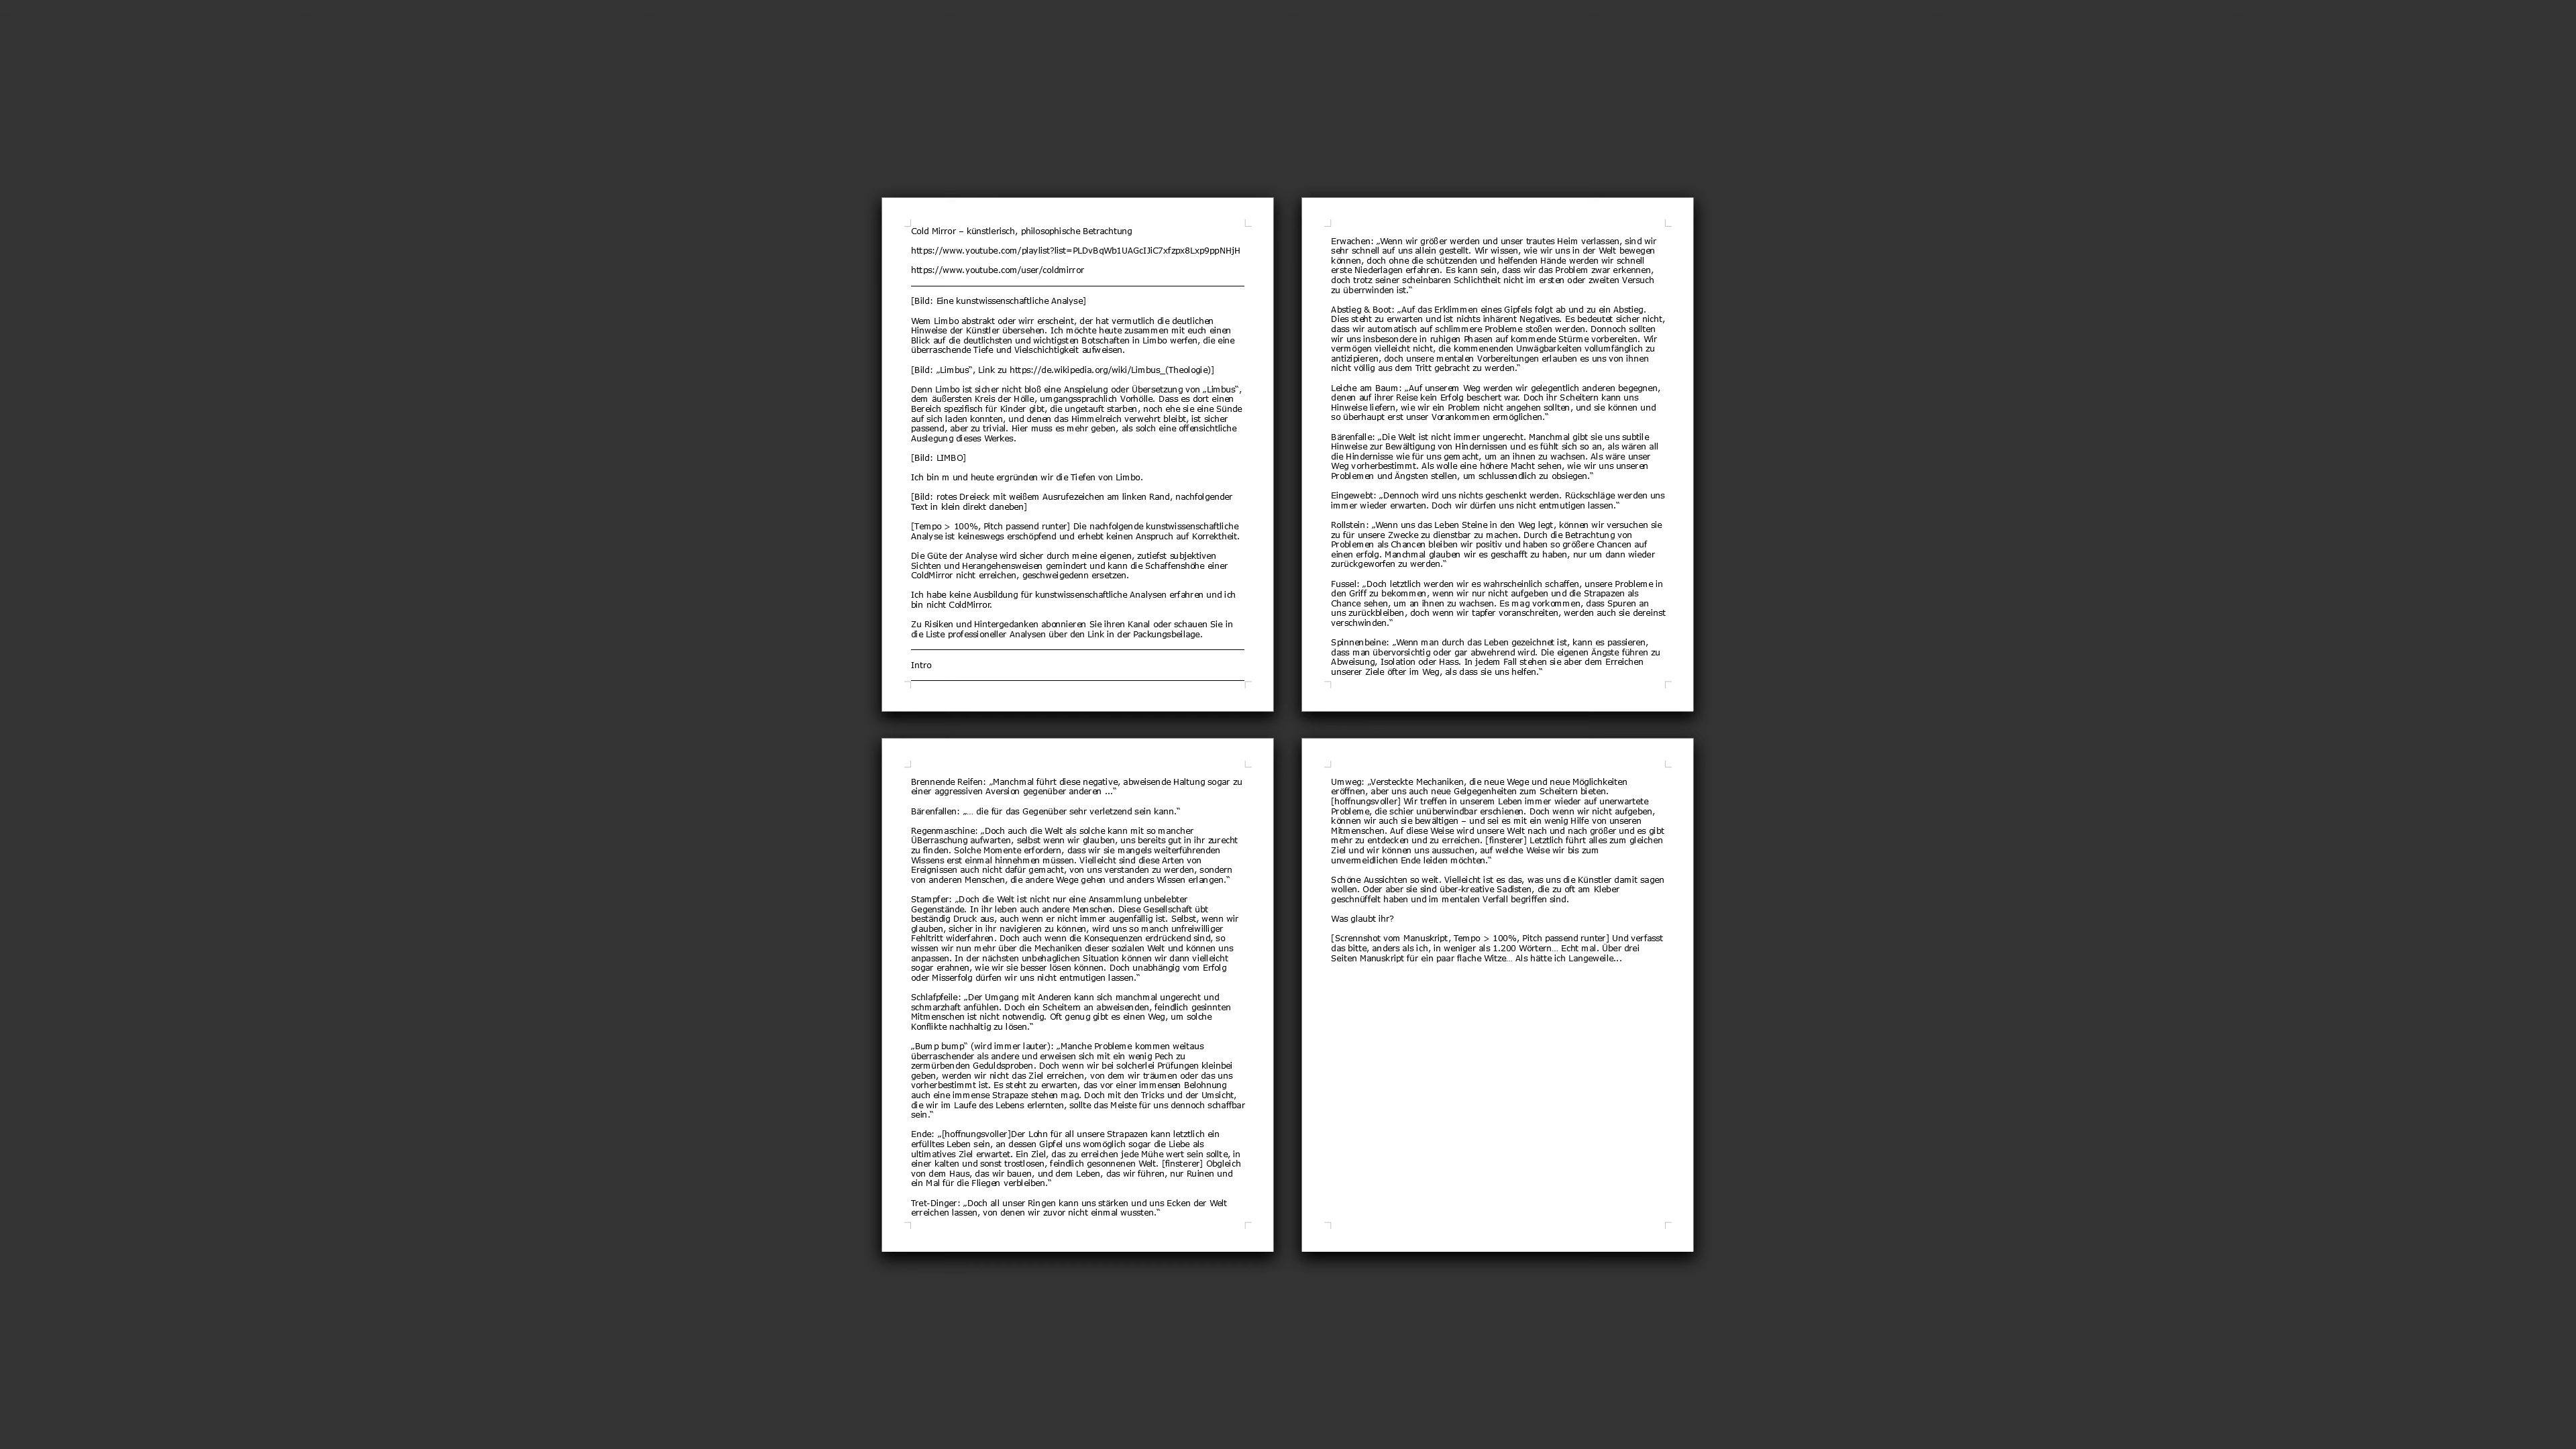 Cold Mirror – künstlerisch, philosophische Betrachtung
https://www.youtube.com/playlist?list=PLDvBqWb1UAGcIJiC7xfzpx8Lxp9ppNHjH
https://www.youtube.com/user/coldmirror
[Bild: Eine kunstwissenschaftliche Analyse]
Wem Limbo abstrakt oder wirr erscheint, der hat vermutlich die deutlichen
Hinweise der Künstler übersehen. Ich möchte heute zusammen mit euch einen
Blick auf die deutlichsten und wichtigsten Botschaften in Limbo werfen, die eine
überraschende Tiefe und Vielschichtigkeit aufweisen.
[Bild: „Limbus“, Link zu https://de.wikipedia.org/wiki/Limbus_(Theologie)]
Denn Limbo ist sicher nicht bloß eine Anspielung oder Übersetzung von „Limbus“,
dem äußersten Kreis der Hölle, umgangssprachlich Vorhölle. Dass es dort einen
Bereich spezifisch für Kinder gibt, die ungetauft starben, noch ehe sie eine Sünde
auf sich laden konnten, und denen das Himmelreich verwehrt bleibt, ist sicher
passend, aber zu trivial. Hier muss es mehr geben, als solch eine offensichtliche
Auslegung dieses Werkes.
[Bild: LIMBO]
Ich bin m und heute ergründen wir die Tiefen von Limbo.
[Bild: rotes Dreieck mit weißem Ausrufezeichen am linken Rand, nachfolgender
Text in klein direkt daneben]
[Tempo > 100%, Pitch passend runter] Die nachfolgende kunstwissenschaftliche
Analyse ist keineswegs erschöpfend und erhebt keinen Anspruch auf Korrektheit.
Die Güte der Analyse wird sicher durch meine eigenen, zutiefst subjektiven
Sichten und Herangehensweisen gemindert und kann die Schaffenshöhe einer
ColdMirror nicht erreichen, geschweigedenn ersetzen.
Ich habe keine Ausbildung für kunstwissenschaftliche Analysen erfahren und ich
bin nicht ColdMirror.
Zu Risiken und Hintergedanken abonnieren Sie ihren Kanal oder schauen Sie in
die Liste professioneller Analysen über den Link in der Packungsbeilage.
Intro
Erwachen: „Wenn wir größer werden und unser trautes Heim verlassen, sind wir
sehr schnell auf uns allein gestellt. Wir wissen, wie wir uns in der Welt bewegen
können, doch ohne die schützenden und helfenden Hände werden wir schnell
erste Niederlagen erfahren. Es kann sein, dass wir das Problem zwar erkennen,
doch trotz seiner scheinbaren Schlichtheit nicht im ersten oder zweiten Versuch
zu überrwinden ist.“
Abstieg & Boot: „Auf das Erklimmen eines Gipfels folgt ab und zu ein Abstieg.
Dies steht zu erwarten und ist nichts inhärent Negatives. Es bedeutet sicher nicht,
dass wir automatisch auf schlimmere Probleme stoßen werden. Donnoch sollten
wir uns insbesondere in ruhigen Phasen auf kommende Stürme vorbereiten. Wir
vermögen vielleicht nicht, die kommenenden Unwägbarkeiten vollumfänglich zu
antizipieren, doch unsere mentalen Vorbereitungen erlauben es uns von ihnen
nicht völlig aus dem Tritt gebracht zu werden.“
Leiche am Baum: „Auf unserem Weg werden wir gelegentlich anderen begegnen,
denen auf ihrer Reise kein Erfolg beschert war. Doch ihr Scheitern kann uns
Hinweise liefern, wie wir ein Problem nicht angehen sollten, und sie können und
so überhaupt erst unser Vorankommen ermöglichen.“
Bärenfalle: „Die Welt ist nicht immer ungerecht. Manchmal gibt sie uns subtile
Hinweise zur Bewältigung von Hindernissen und es fühlt sich so an, als wären all
die Hindernisse wie für uns gemacht, um an ihnen zu wachsen. Als wäre unser
Weg vorherbestimmt. Als wolle eine höhere Macht sehen, wie wir uns unseren
Problemen und Ängsten stellen, um schlussendlich zu obsiegen.“
Eingewebt: „Dennoch wird uns nichts geschenkt werden. Rückschläge werden uns
immer wieder erwarten. Doch wir dürfen uns nicht entmutigen lassen.“
Rollstein: „Wenn uns das Leben Steine in den Weg legt, können wir versuchen sie
zu für unsere Zwecke zu dienstbar zu machen. Durch die Betrachtung von
Problemen als Chancen bleiben wir positiv und haben so größere Chancen auf
einen erfolg. Manchmal glauben wir es geschafft zu haben, nur um dann wieder
zurückgeworfen zu werden.“
Fussel: „Doch letztlich werden wir es wahrscheinlich schaffen, unsere Probleme in
den Griff zu bekommen, wenn wir nur nicht aufgeben und die Strapazen als
Chance sehen, um an ihnen zu wachsen. Es mag vorkommen, dass Spuren an
uns zurückbleiben, doch wenn wir tapfer voranschreiten, werden auch sie dereinst
verschwinden.“
Spinnenbeine: „Wenn man durch das Leben gezeichnet ist, kann es passieren,
dass man übervorsichtig oder gar abwehrend wird. Die eigenen Ängste führen zu
Abweisung, Isolation oder Hass. In jedem Fall stehen sie aber dem Erreichen
unserer Ziele öfter im Weg, als dass sie uns helfen.“
Brennende Reifen: „Manchmal führt diese negative, abweisende Haltung sogar zu
einer aggressiven Aversion gegenüber anderen ...“
Bärenfallen: „... die für das Gegenüber sehr verletzend sein kann.“
Regenmaschine: „Doch auch die Welt als solche kann mit so mancher
ÜBerraschung aufwarten, selbst wenn wir glauben, uns bereits gut in ihr zurecht
zu finden. Solche Momente erfordern, dass wir sie mangels weiterführenden
Wissens erst einmal hinnehmen müssen. Vielleicht sind diese Arten von
Ereignissen auch nicht dafür gemacht, von uns verstanden zu werden, sondern
von anderen Menschen, die andere Wege gehen und anders Wissen erlangen.“
Stampfer: „Doch die Welt ist nicht nur eine Ansammlung unbelebter
Gegenstände. In ihr leben auch andere Menschen. Diese Gesellschaft übt
beständig Druck aus, auch wenn er nicht immer augenfällig ist. Selbst, wenn wir
glauben, sicher in ihr navigieren zu können, wird uns so manch unfreiwilliger
Fehltritt widerfahren. Doch auch wenn die Konsequenzen erdrückend sind, so
wissen wir nun mehr über die Mechaniken dieser sozialen Welt und können uns
anpassen. In der nächsten unbehaglichen Situation können wir dann vielleicht
sogar erahnen, wie wir sie besser lösen können. Doch unabhängig vom Erfolg
oder Misserfolg dürfen wir uns nicht entmutigen lassen.“
Schlafpfeile: „Der Umgang mit Anderen kann sich manchmal ungerecht und
schmarzhaft anfühlen. Doch ein Scheitern an abweisenden, feindlich gesinnten
Mitmenschen ist nicht notwendig. Oft genug gibt es einen Weg, um solche
Konflikte nachhaltig zu lösen.“
„Bump bump“ (wird immer lauter): „Manche Probleme kommen weitaus
überraschender als andere und erweisen sich mit ein wenig Pech zu
zermürbenden Geduldsproben. Doch wenn wir bei solcherlei Prüfungen kleinbei
geben, werden wir nicht das Ziel erreichen, von dem wir träumen oder das uns
vorherbestimmt ist. Es steht zu erwarten, das vor einer immensen Belohnung
auch eine immense Strapaze stehen mag. Doch mit den Tricks und der Umsicht,
die wir im Laufe des Lebens erlernten, sollte das Meiste für uns dennoch schaffbar
sein.“
Ende: „[hoffnungsvoller]Der Lohn für all unsere Strapazen kann letztlich ein
erfülltes Leben sein, an dessen Gipfel uns womöglich sogar die Liebe als
ultimatives Ziel erwartet. Ein Ziel, das zu erreichen jede Mühe wert sein sollte, in
einer kalten und sonst trostlosen, feindlich gesonnenen Welt. [finsterer] Obgleich
von dem Haus, das wir bauen, und dem Leben, das wir führen, nur Ruinen und
ein Mal für die Fliegen verbleiben.“
Tret-Dinger: „Doch all unser Ringen kann uns stärken und uns Ecken der Welt
erreichen lassen, von denen wir zuvor nicht einmal wussten.“
Umweg: „Versteckte Mechaniken, die neue Wege und neue Möglichkeiten
eröffnen, aber uns auch neue Gelgegenheiten zum Scheitern bieten.
[hoffnungsvoller] Wir treffen in unserem Leben immer wieder auf unerwartete
Probleme, die schier unüberwindbar erschienen. Doch wenn wir nicht aufgeben,
können wir auch sie bewältigen – und sei es mit ein wenig Hilfe von unseren
Mitmenschen. Auf diese Weise wird unsere Welt nach und nach größer und es gibt
mehr zu entdecken und zu erreichen. [finsterer] Letztlich führt alles zum gleichen
Ziel und wir können uns aussuchen, auf welche Weise wir bis zum
unvermeidlichen Ende leiden möchten.“
Schöne Aussichten so weit. Vielleicht ist es das, was uns die Künstler damit sagen
wollen. Oder aber sie sind über-kreative Sadisten, die zu oft am Kleber
geschnüffelt haben und im mentalen Verfall begriffen sind.
Was glaubt ihr?
[Scrennshot vom Manuskript, Tempo > 100%, Pitch passend runter] Und verfasst
das bitte, anders als ich, in weniger als 1.200 Wörtern... Echt mal. Über drei
Seiten Manuskript für ein paar flache Witze... Als hätte ich Langeweile...